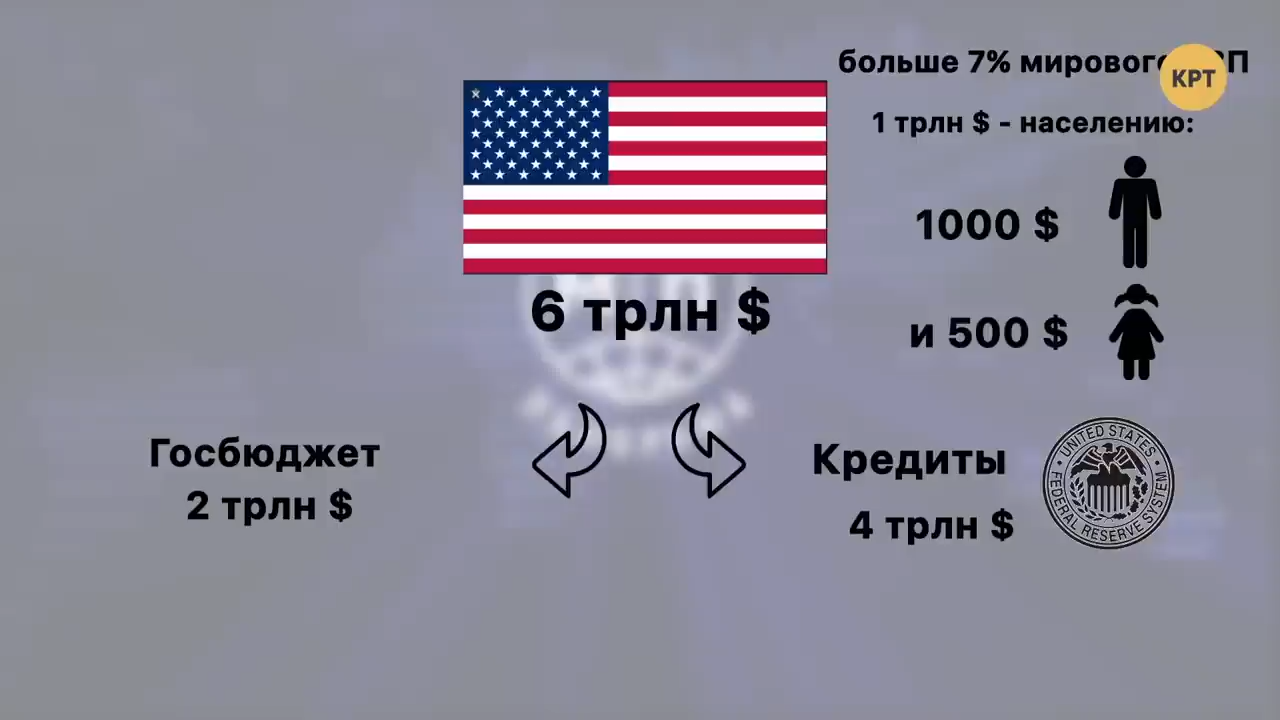 больше 7% мирового
КРТ
1 трлн $ - населению:
1000 $
и 500 $
6 трлн $
Госбюджет
2 трлн $
Кредиты
4 трлн $
UNITED STATES
FEDERAL RESERVE SYSTEM